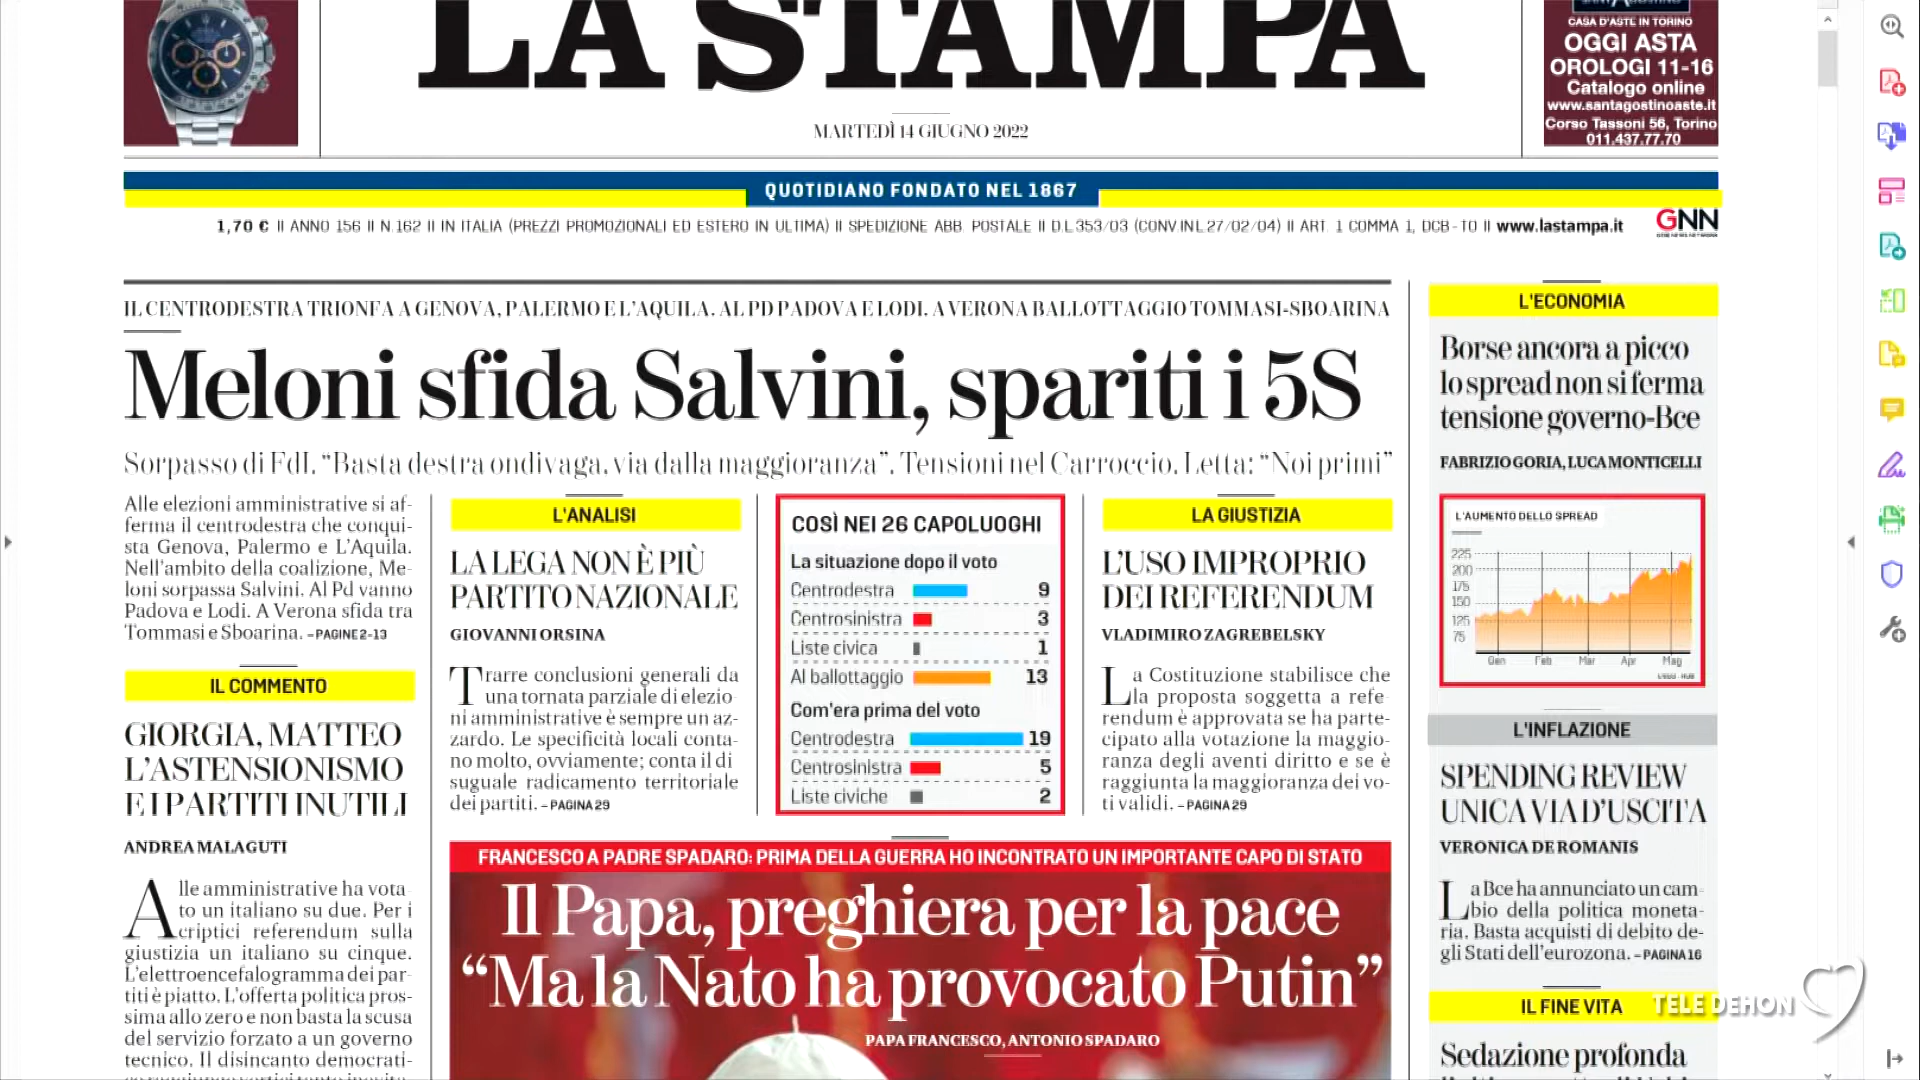 LA STAMPA
MARTEDÌ 14 GIUGNO 2022
CASA D'ASTE IN TORINO
OGGI ASTA
OROLOGI 11-16
Catalogo online
www.santagostinoaste.it
Corso Tassoni 56, Torino
011.437.77.70
QUOTIDIANO FONDATO NEL 1867
1,70 € II ANNO 156 II N.162 II IN ITALIA (PREZZI PROMOZIONALI ED ESTERO IN ULTIMA) II SPEDIZIONE ABB. POSTALE II D.L.353/03 (CONV.INL.27/02/04) II ART. 1 COMMA 1, DCB-TO II www.lastampa.it
GNN
IL CENTRODESTRA TRIONFA A GENOVA, PALERMO E L'AQUILA. AL PD PADOVA E LODI. A VERONA BALLOTTAGGIO TOMMASI-SBOARINA
Meloni sfida Salvini, spariti i 5S
Sorpasso di FdI. “Basta destra ondivaga, via dalla maggioranza”. Tensioni nel Carroccio. Letta: “Noi primi”
Alle elezioni amministrative si af-
ferma il centrodestra che conqui-
sta Genova, Palermo e L'Aquila.
Nell'ambito della coalizione, Me-
loni sorpassa Salvini. Al Pd vanno
Padova e Lodi. A Verona sfida tra
Tommasi e Sboarina. – PAGINE 2-13
IL COMMENTO
GIORGIA, MATTEO
L'ASTENSIONISMO
E I PARTITI INUTILI
ANDREA MALAGUTI
Alle amministrative ha vota-
to un italiano su due. Per i
criptici referendum sulla
giustizia un italiano su cinque.
L'elettroencefalogramma dei par-
titi è piatto. L'offerta politica pros-
sima allo zero e non basta la scusa
del servizio forzato a un governo
tecnico. Il disincanto democrati-
L'ANALISI
LA LEGA NON È PIÙ
PARTITO NAZIONALE
GIOVANNI ORSINA
Trarre conclusioni generali da
una tornata parziale di elezio-
ni amministrative è sempre un az-
zardo. Le specificità locali conta-
no molto, ovviamente; conta il di
suguale radicamento territoriale
dei partiti. – PAGINA 29
COSÌ NEI 26 CAPOLUOGHI
La situazione dopo il voto
Centrodestra 9
Centrosinistra 3
Liste civica 1
Al ballottaggio 13
Com'era prima del voto
Centrodestra 19
Centrosinistra 5
Liste civiche 2
LA GIUSTIZIA
L'USO IMPROPRIO
DEI REFERENDUM
VLADIMIRO ZAGREBELSKY
La Costituzione stabilisce che
la proposta soggetta a refe-
rendum è approvata se ha parte-
cipato alla votazione la maggio-
ranza degli aventi diritto e se è
raggiunta la maggioranza dei vo-
ti validi. – PAGINA 29
FRANCESCO A PADRE SPADARO: PRIMA DELLA GUERRA HO INCONTRATO UN IMPORTANTE CAPO DI STATO
Il Papa, preghiera per la pace
“Ma la Nato ha provocato Putin”
PAPA FRANCESCO, ANTONIO SPADARO
L'ECONOMIA
Borse ancora a picco
lo spread non si ferma
tensione governo-Bce
FABRIZIO GORIA, LUCA MONTICELLI
L'AUMENTO DELLO SPREAD
225
200
175
150
125
75
Gen Feb Mar Apr Mag
L'INFLAZIONE
SPENDING REVIEW
UNICA VIA D'USCITA
VERONICA DE ROMANIS
La Bce ha annunciato un cam-
bio della politica moneta-
ria. Basta acquisti di debito de-
gli Stati dell'eurozona. – PAGINA 16
IL FINE VITA
Sedazione profonda
TELE DEHON